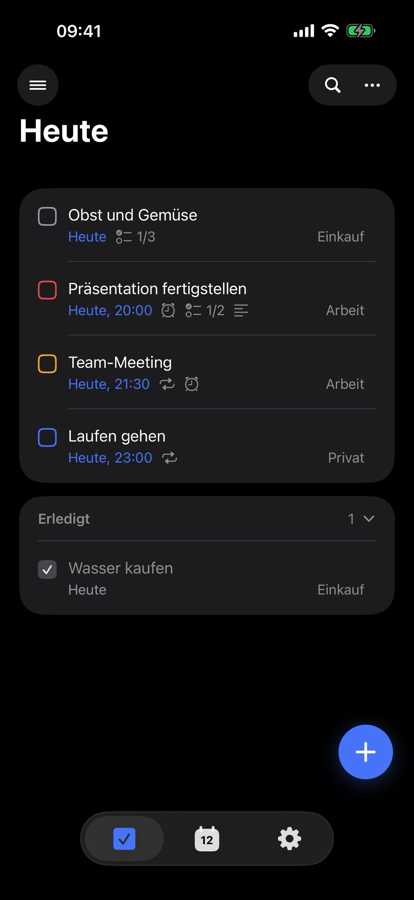 09:41
Heute
Obst und Gemüse
Heute 1/3 Einkauf
Präsentation fertigstellen
Heute, 20:00 1/2 Arbeit
Team-Meeting
Heute, 21:30 Arbeit
Laufen gehen
Heute, 23:00 Privat
Erledigt 1
Wasser kaufen
Heute Einkauf
12